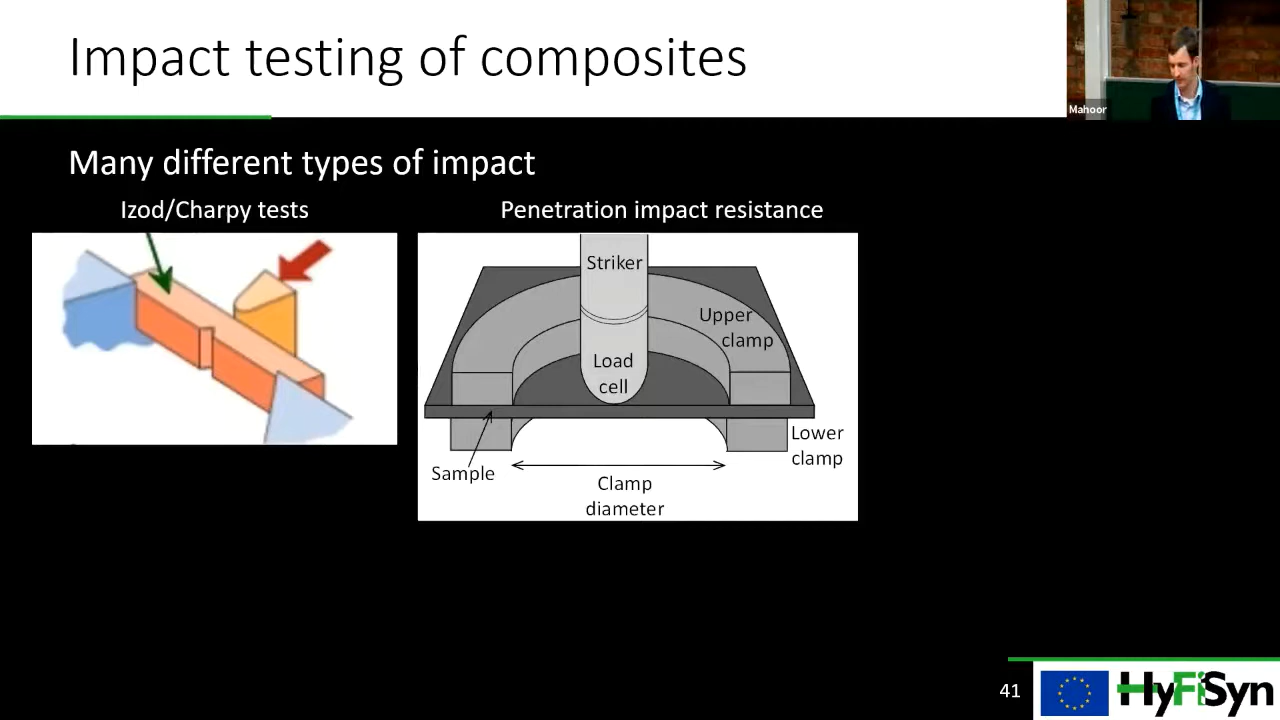 Impact testing of composites
Mahoor
Many different types of impact
Izod/Charpy tests
Penetration impact resistance
Striker
Upper
clamp
Load
cell
Lower
clamp
Sample
Clamp
diameter
41
HyFiSyn